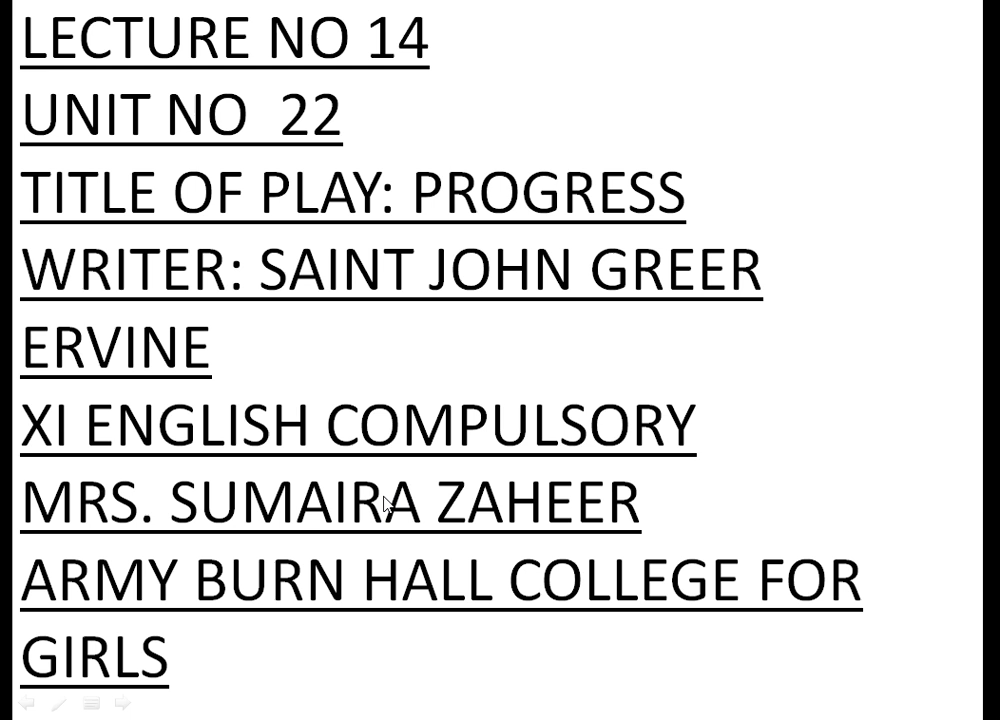 LECTURE NO 14
UNIT NO  22
TITLE OF PLAY: PROGRESS
WRITER: SAINT JOHN GREER
ERVINE
XI ENGLISH COMPULSORY
MRS. SUMAIRA ZAHEER
ARMY BURN HALL COLLEGE FOR
GIRLS